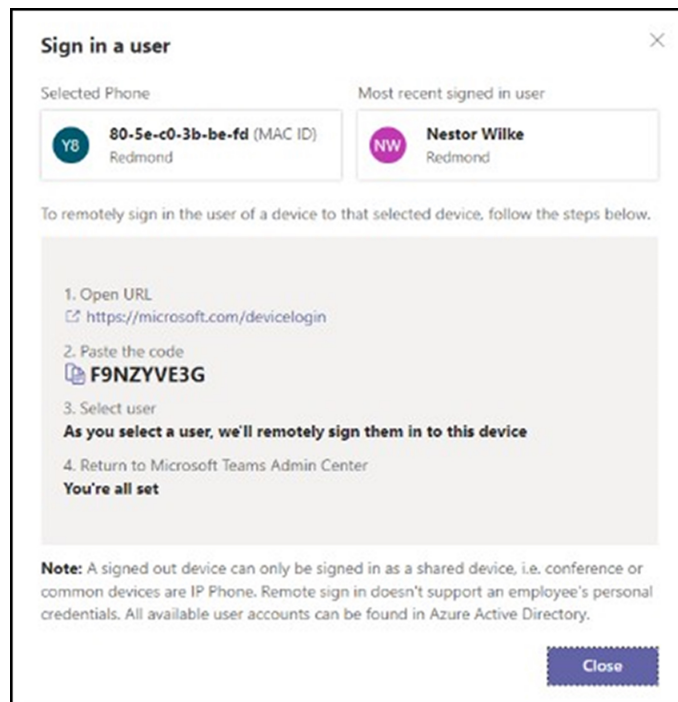 Sign in a user
Selected Phone
Most recent signed in user
Y8
80-5e-c0-3b-be-fd (MAC ID)
Redmond
NW
Nestor Wilke
Redmond
To remotely sign in the user of a device to that selected device, follow the steps below.
1. Open URL
https://microsoft.com/devicelogin
2. Paste the code
F9NZYVE3G
3. Select user
As you select a user, we'll remotely sign them in to this device
4. Return to Microsoft Teams Admin Center
You're all set
Note: A signed out device can only be signed in as a shared device, i.e. conference or
common devices are IP Phone. Remote sign in doesn't support an employee's personal
credentials. All available user accounts can be found in Azure Active Directory.
Close